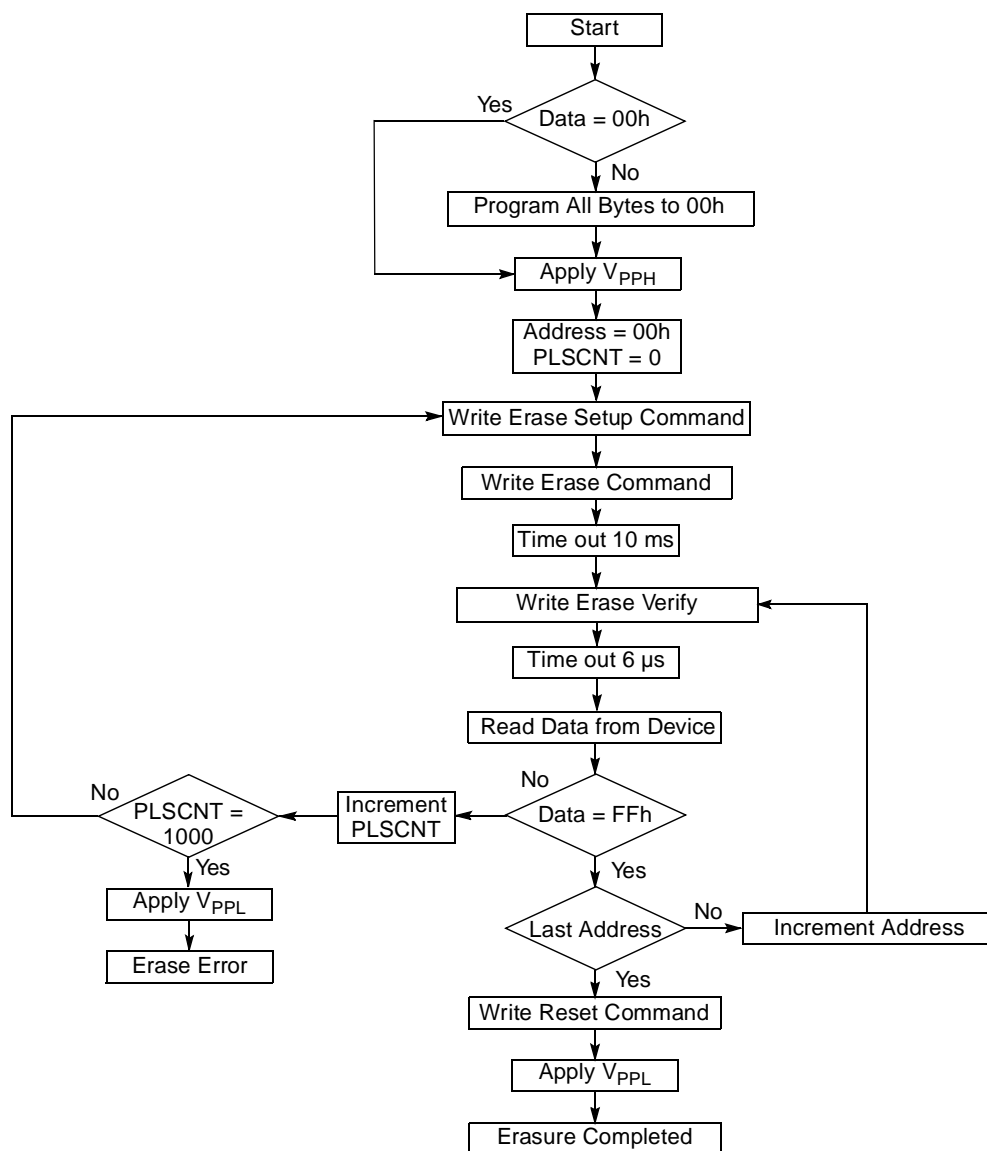 Start
Yes
Data = 00h
No
Program All Bytes to 00h
Apply VPPH
Address = 00h
PLSCNT = 0
Write Erase Setup Command
Write Erase Command
Time out 10 ms
Write Erase Verify
Time out 6 µs
Read Data from Device
No
PLSCNT =
1000
Increment
PLSCNT
No
Data = FFh
Yes
Yes
Apply VPPL
Erase Error
Last Address
No
Increment Address
Yes
Write Reset Command
Apply VPPL
Erasure Completed